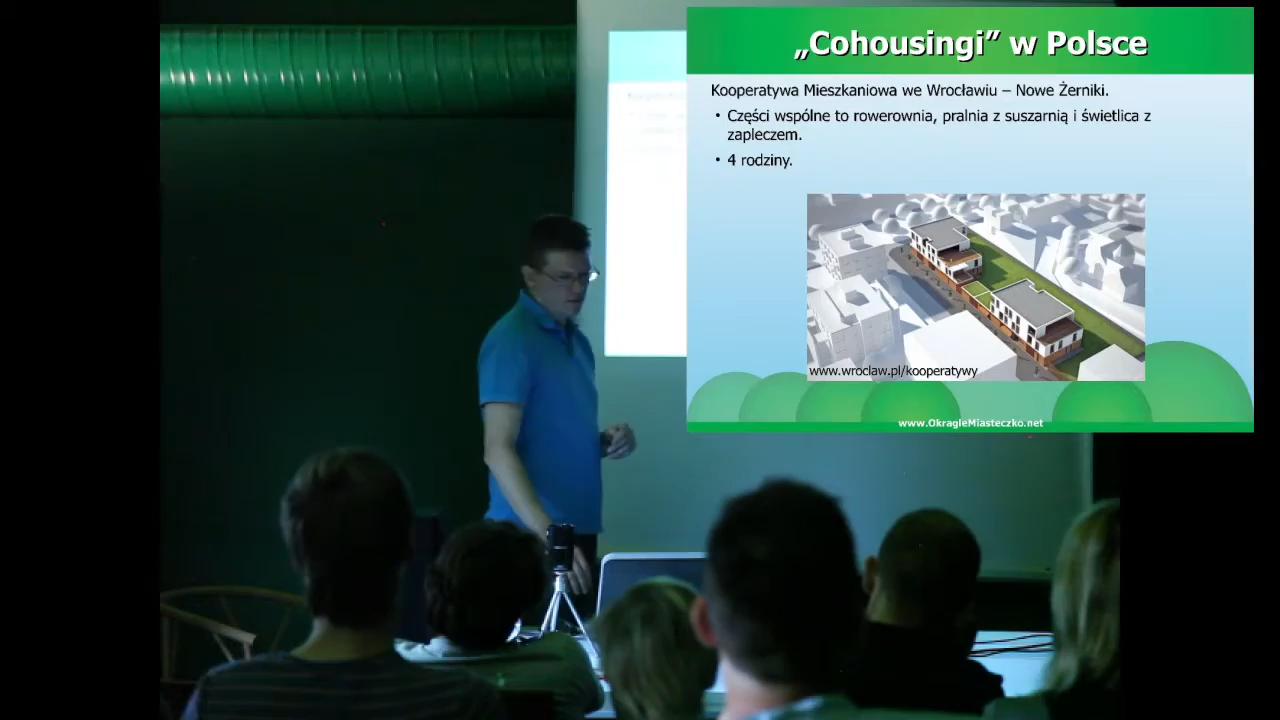 „Cohousingi” w Polsce
Kooperatywa Mieszkaniowa we Wrocławiu – Nowe Żerniki.
• Części wspólne to rowerownia, pralnia z suszarnią i świetlica z
zapleczem.
• 4 rodziny.
www.wroclaw.pl/kooperatywy
www.OkragleMiasteczko.net